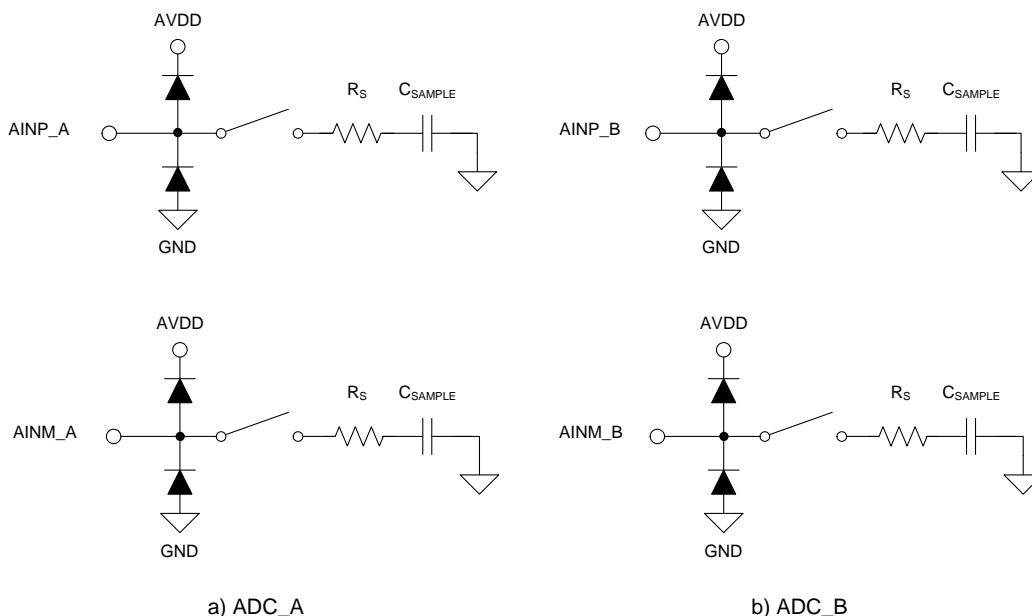 AVDD
AVDD
R_S C_SAMPLE
R_S C_SAMPLE
AINP_A
AINP_B
GND
GND
AVDD
AVDD
R_S C_SAMPLE
R_S C_SAMPLE
AINM_A
AINM_B
GND
GND
a) ADC_A
b) ADC_B